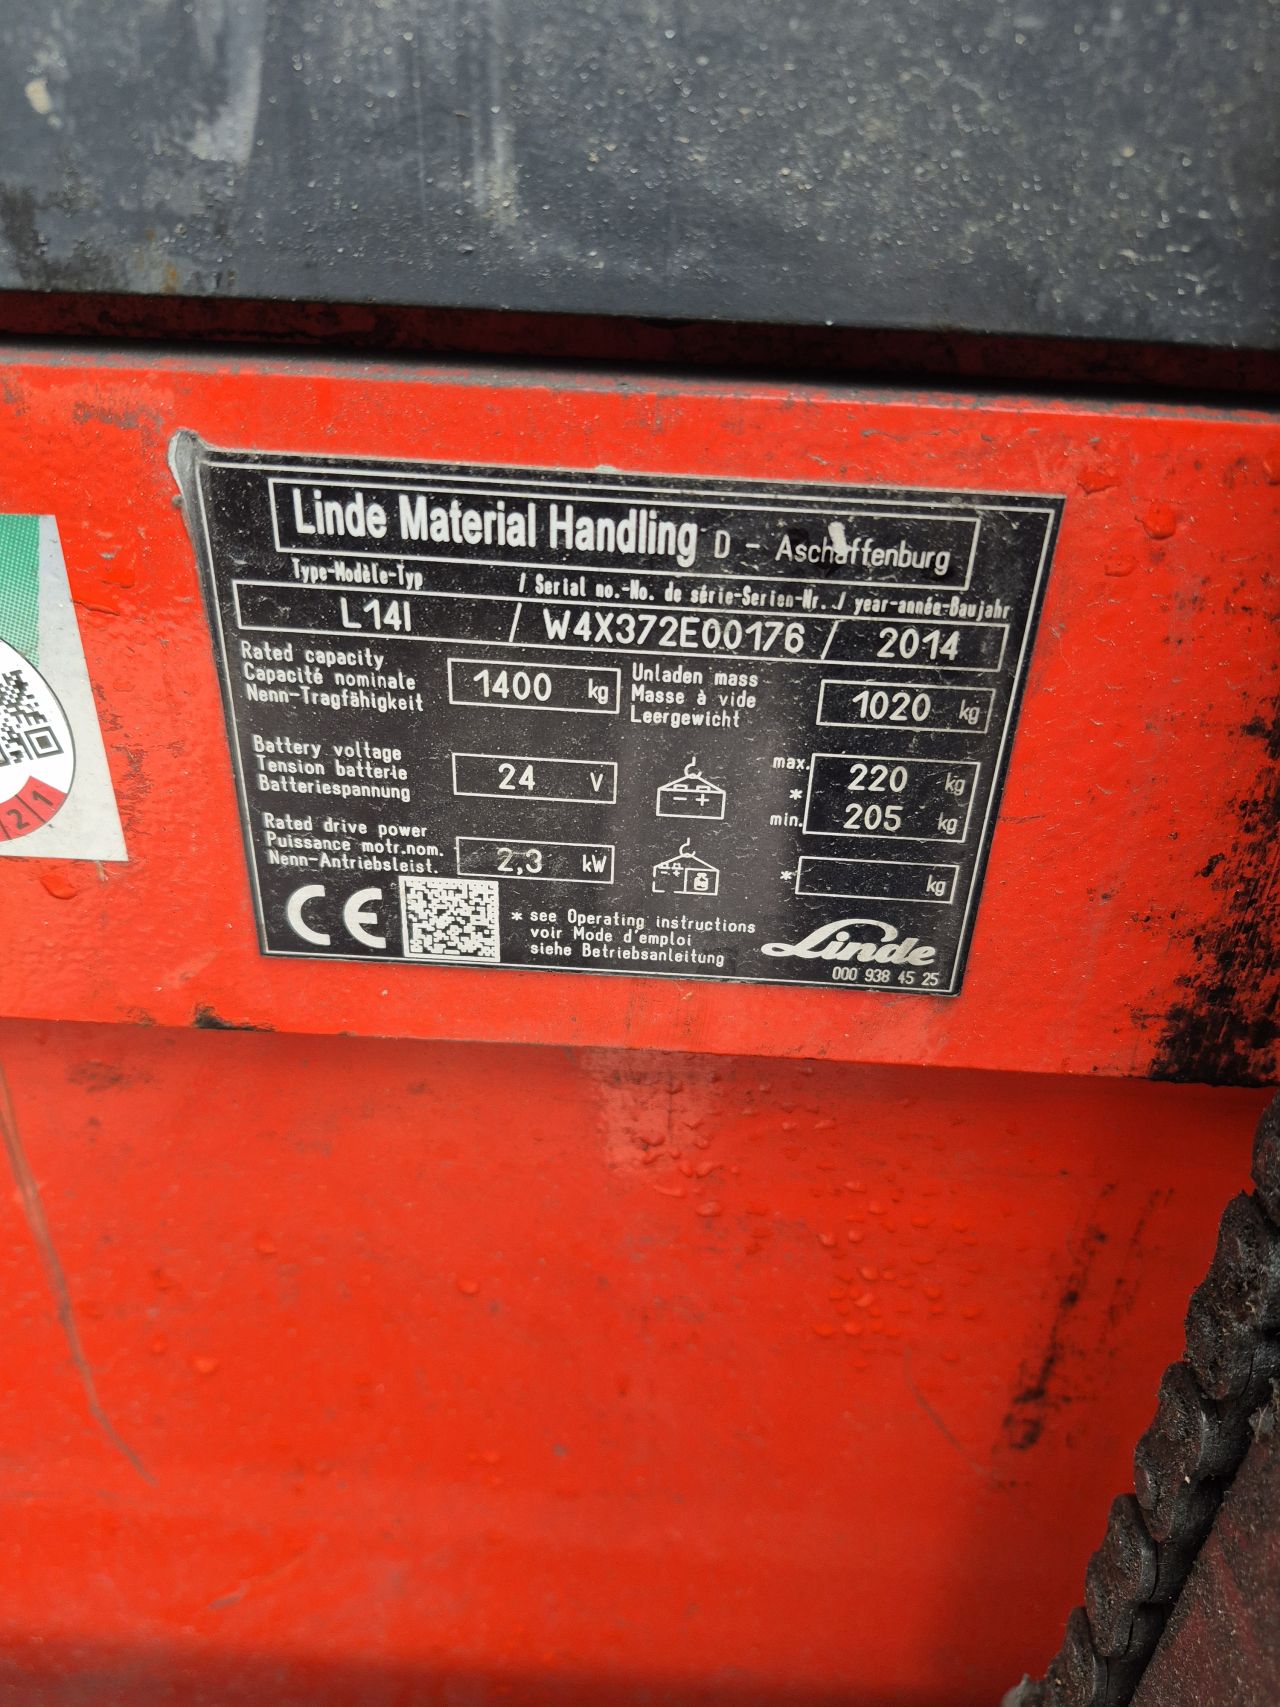 Linde Material Handling D - Aschaffenburg
Type-Modèle-Typ / Serial no.-No. de série-Serien-Nr. / year-année-Baujahr
L14I / W4X372E00176 / 2014
Rated capacity
Capacité nominale
Nenn-Tragfähigkeit
1400 kg
Unladen mass
Masse à vide
Leergewicht
1020 kg
Battery voltage
Tension batterie
Batteriespannung
24 V
- +
max. 220 kg
*
min. 205 kg
Rated drive power
Puissance motr.nom.
Nenn-Antriebsleist.
2,3 kW
- +
* kg
CE
* see Operating instructions
voir Mode d'emploi
siehe Betriebsanleitung
Linde
000 938 45 25
2 1